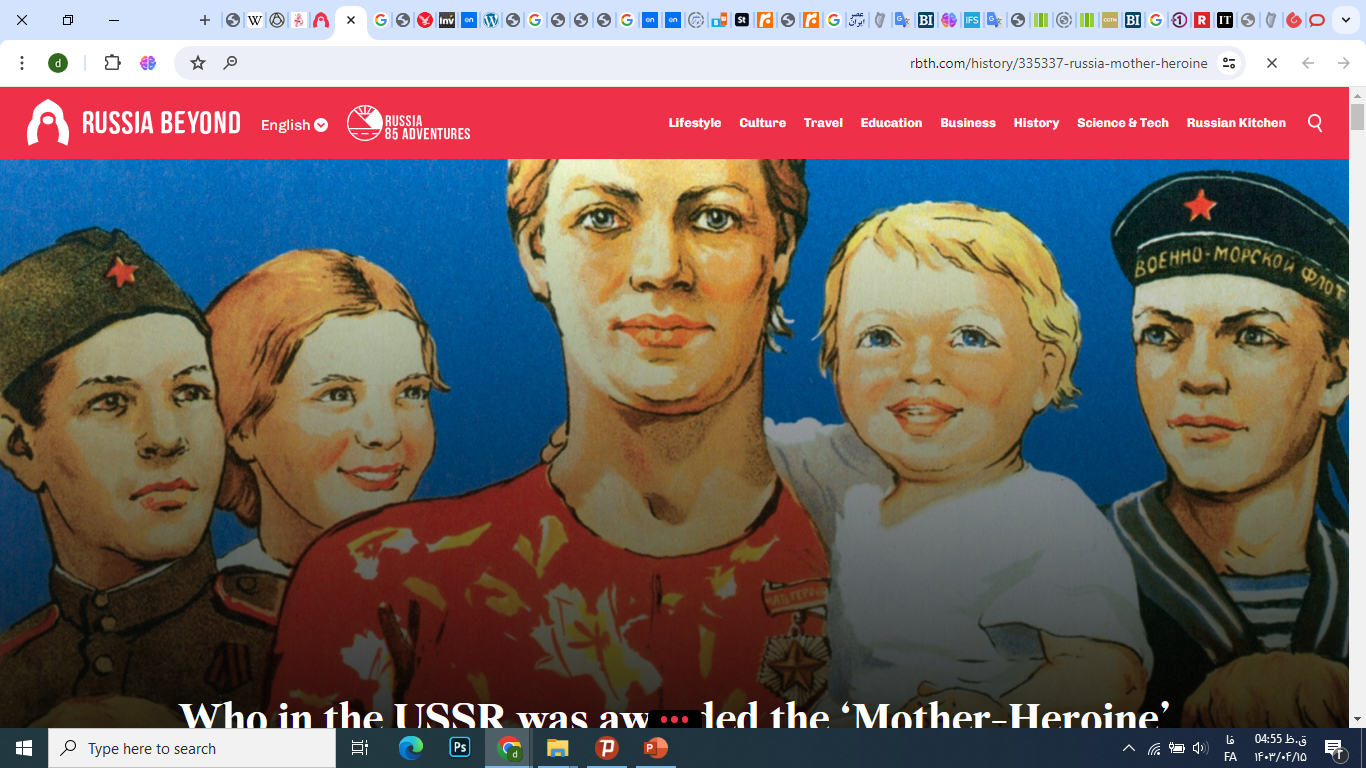 rbth.com/history/335337-russia-mother-heroine
d
RUSSIA BEYOND
English
RUSSIA
85 ADVENTURES
Lifestyle Culture Travel Education Business History Science & Tech Russian Kitchen
ВОЕННО-МОРСКОЙ ФЛОТ
Who in the USSR was aw ded the ‘Mother-Heroine’
Type here to search
Ps
فا
FA
04:55 ق.ظ
۱۴۰۳/۰۲/۱۵